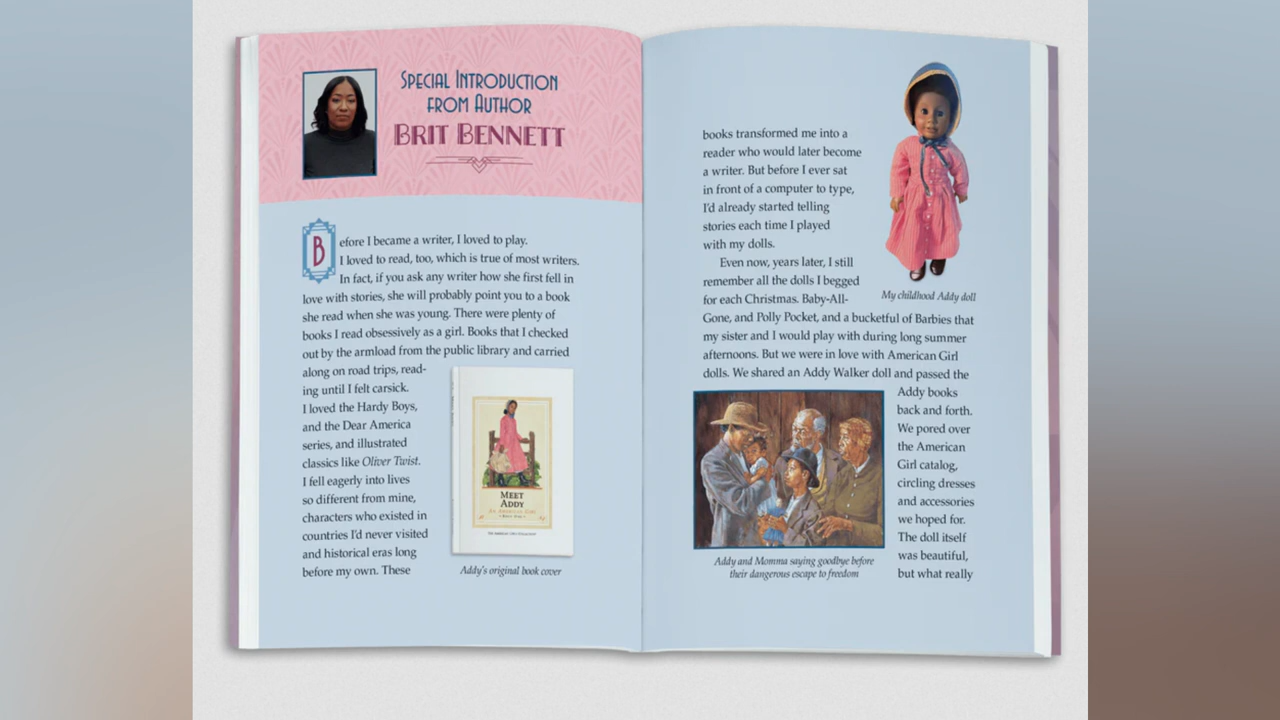 SPECIAL INTRODUCTION
FROM AUTHOR
BRIT BENNETT
Before I became a writer, I loved to play.
I loved to read, too, which is true of most writers.
In fact, if you ask any writer how she first fell in
love with stories, she will probably point you to a book
she read when she was young. There were plenty of
books I read obsessively as a girl. Books that I checked
out by the armload from the public library and carried
along on road trips, read-
ing until I felt carsick.
I loved the Hardy Boys,
and the Dear America
series, and illustrated
classics like Oliver Twist.
I fell eagerly into lives
so different from mine,
characters who existed in
countries I'd never visited
and historical eras long
before my own. These
MEET
ADDY
AN AMERICAN GIRL
Addy's original book cover
books transformed me into a
reader who would later become
a writer. But before I ever sat
in front of a computer to type,
I'd already started telling
stories each time I played
with my dolls.
Even now, years later, I still
remember all the dolls I begged
for each Christmas. Baby-All-
Gone, and Polly Pocket, and a bucketful of Barbies that
my sister and I would play with during long summer
afternoons. But we were in love with American Girl
dolls. We shared an Addy Walker doll and passed the
Addy books
back and forth.
We pored over
the American
Girl catalog,
circling dresses
and accessories
we hoped for.
The doll itself
was beautiful,
but what really
My childhood Addy doll
Addy and Momma saying goodbye before
their dangerous escape to freedom